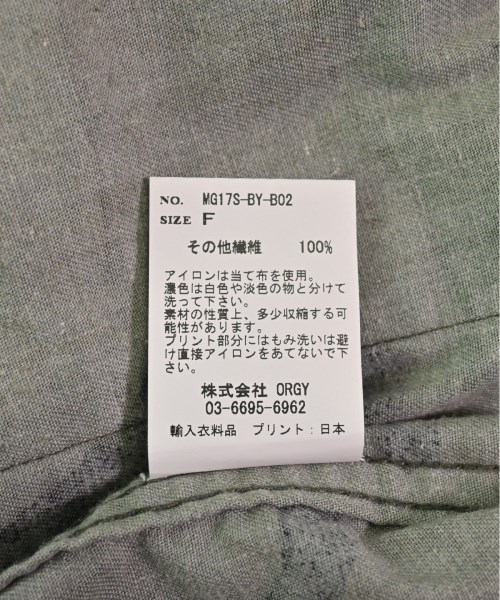 NO. MG17S-BY-B02
SIZE F
その他繊維 100%
アイロンは当て布を使用。
濃色は白色や淡色の物と分けて
洗って下さい。
素材の性質上、多少収縮する可
能性があります。
プリント部分にはもみ洗いは避
け直接アイロンをあてないで下
さい。
株式会社 ORGY
03-6695-6962
輸入衣料品 プリント：日本